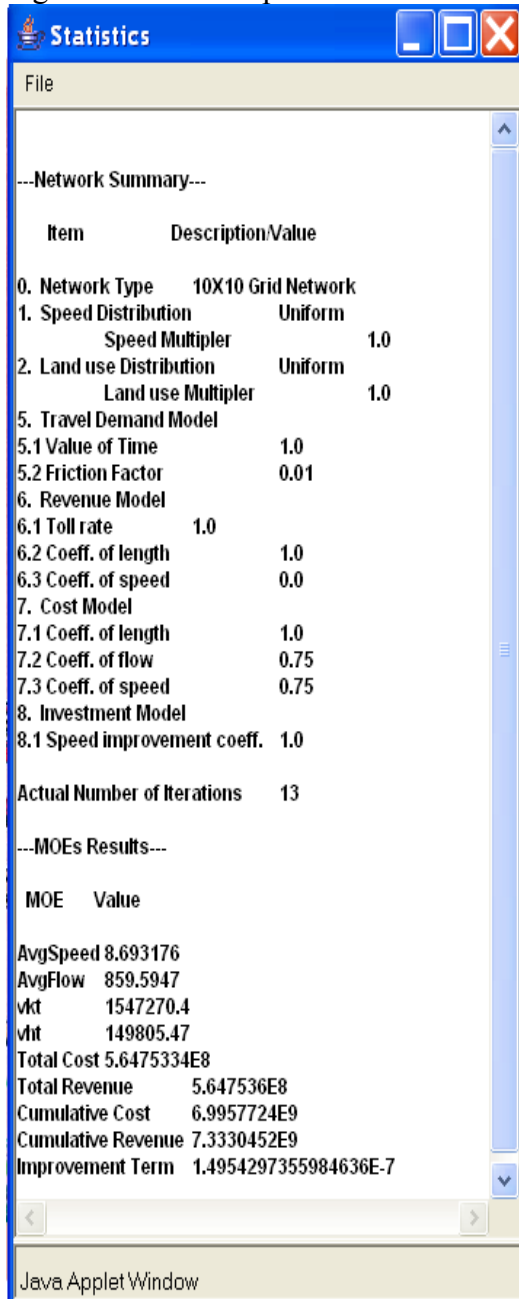 Statistics
File
---Network Summary---
Item Description/Value
0. Network Type 10X10 Grid Network
1. Speed Distribution Uniform
Speed Multipler 1.0
2. Land use Distribution Uniform
Land use Multipler 1.0
5. Travel Demand Model
5.1 Value of Time 1.0
5.2 Friction Factor 0.01
6. Revenue Model
6.1 Toll rate 1.0
6.2 Coeff. of length 1.0
6.3 Coeff. of speed 0.0
7. Cost Model
7.1 Coeff. of length 1.0
7.2 Coeff. of flow 0.75
7.3 Coeff. of speed 0.75
8. Investment Model
8.1 Speed improvement coeff. 1.0
Actual Number of Iterations 13
---MOEs Results---
MOE Value
AvgSpeed 8.693176
AvgFlow 859.5947
vkt 1547270.4
vht 149805.47
Total Cost 5.6475334E8
Total Revenue 5.647536E8
Cumulative Cost 6.9957724E9
Cumulative Revenue 7.3330452E9
Improvement Term 1.4954297355984636E-7
Java Applet Window